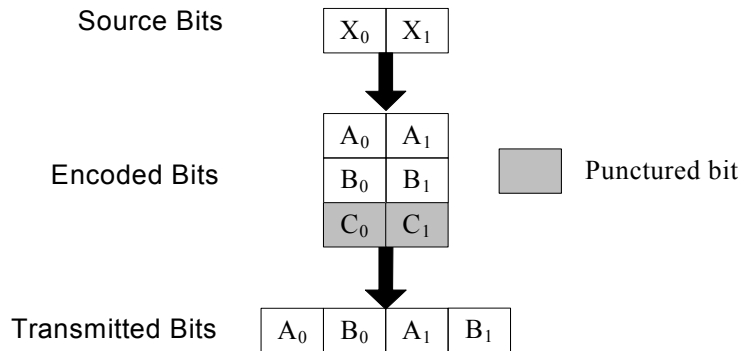 Source Bits
X0 X1
A0 A1
Encoded Bits
B0 B1
Punctured bit
C0 C1
Transmitted Bits
A0 B0 A1 B1